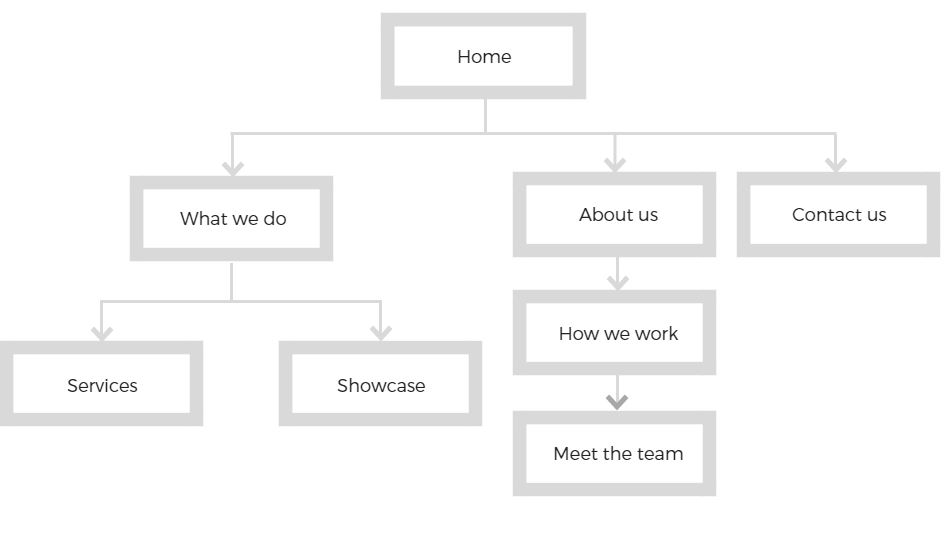 Home
What we do
About us
Contact us
How we work
Services
Showcase
Meet the team